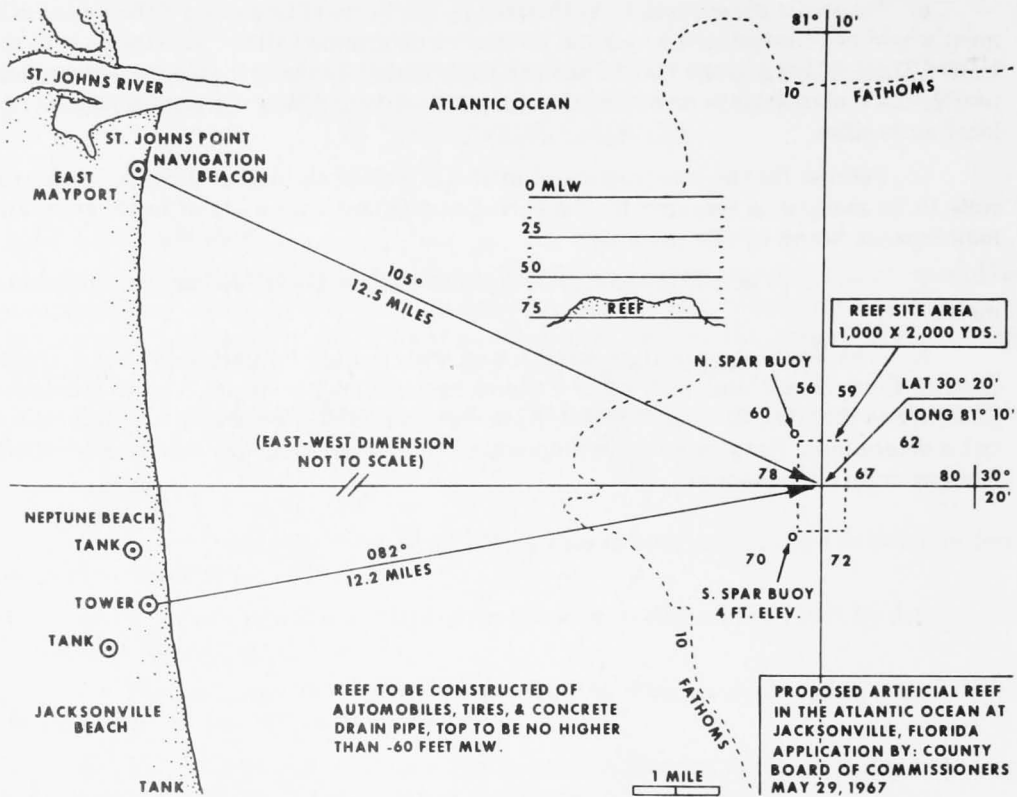 81° 10'
ST. JOHNS RIVER
ATLANTIC OCEAN
10 FATHOMS
ST. JOHNS POINT
NAVIGATION
BEACON
EAST
MAYPORT
0 MLW
25
50
75
REEF
105°
12.5 MILES
REEF SITE AREA
1,000 X 2,000 YDS.
N. SPAR BUOY
56
59
LAT 30° 20'
60
LONG 81° 10'
62
(EAST-WEST DIMENSION
NOT TO SCALE)
78
67
80
30°
20'
NEPTUNE BEACH
TANK
082°
12.2 MILES
70
72
TOWER
S. SPAR BUOY
4 FT. ELEV.
TANK
10
FATHOMS
JACKSONVILLE
BEACH
REEF TO BE CONSTRUCTED OF
AUTOMOBILES, TIRES, & CONCRETE
DRAIN PIPE, TOP TO BE NO HIGHER
THAN -60 FEET MLW.
PROPOSED ARTIFICIAL REEF
IN THE ATLANTIC OCEAN AT
JACKSONVILLE, FLORIDA
APPLICATION BY: COUNTY
BOARD OF COMMISSIONERS
MAY 29, 1967
TANK
1 MILE